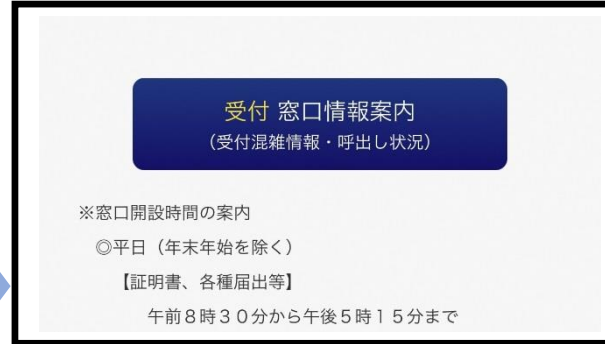 受付 窓口情報案内
（受付混雑情報・呼出し状況）
※窓口開設時間の案内
◎平日（年末年始を除く）
【証明書、各種届出等】
午前８時３０分から午後５時１５分まで